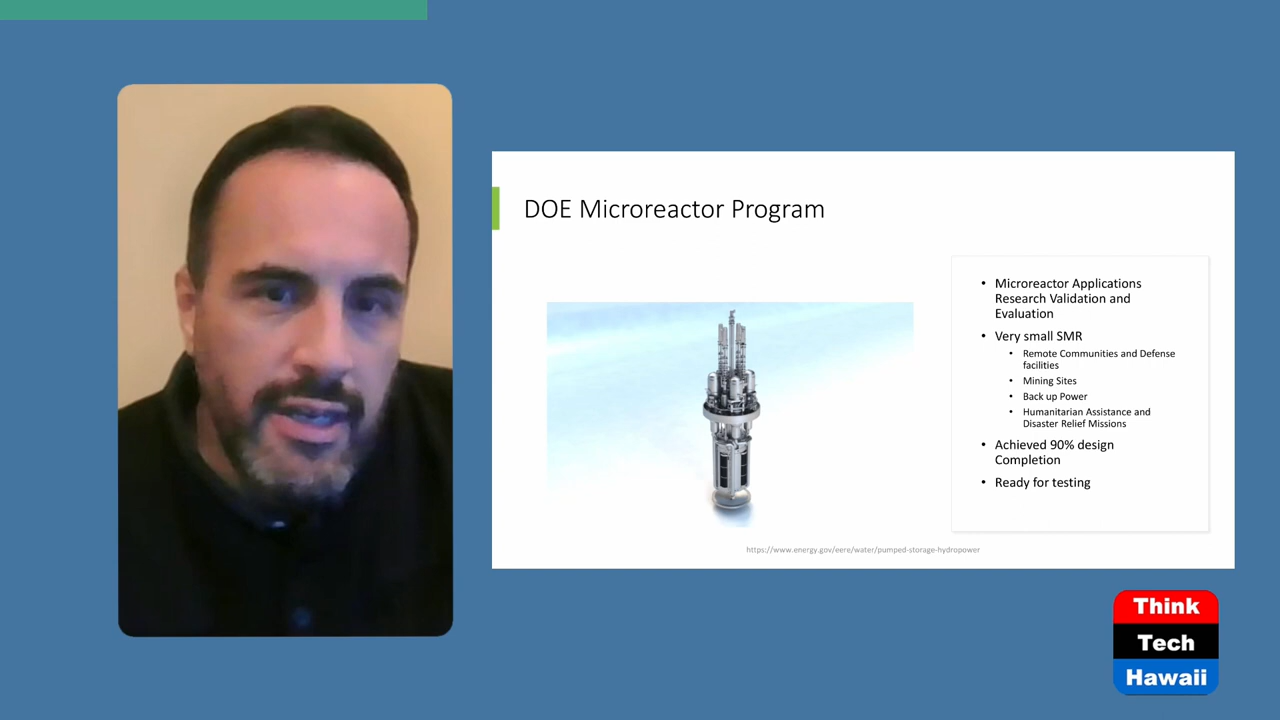 DOE Microreactor Program
• Microreactor Applications
Research Validation and
Evaluation
• Very small SMR
• Remote Communities and Defense
facilities
• Mining Sites
• Back up Power
• Humanitarian Assistance and
Disaster Relief Missions
• Achieved 90% design
Completion
• Ready for testing
https://www.energy.gov/eere/water/pumped-storage-hydropower
Think
Tech
Hawaii